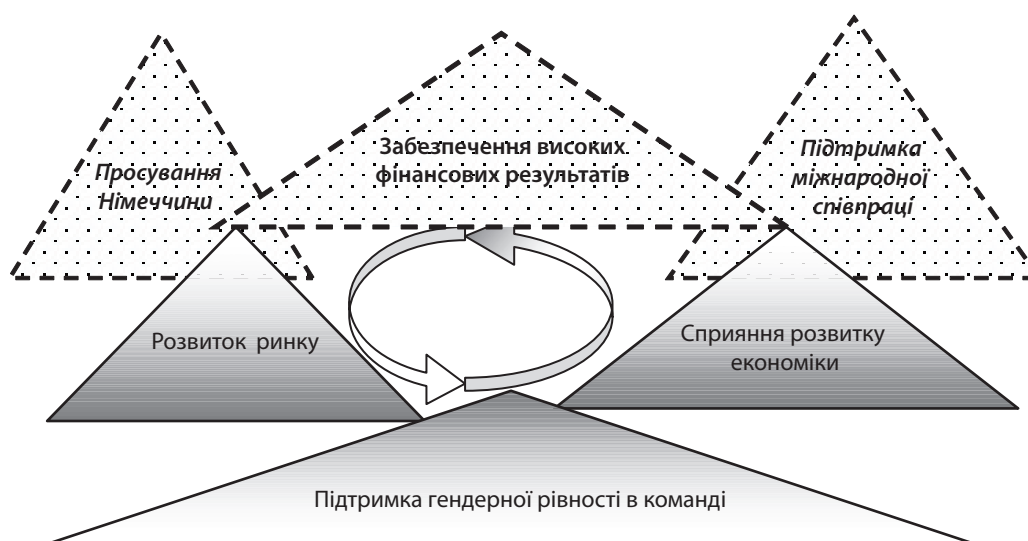 Просування
Німеччини
Забезпечення високих
фінансових результатів
Підтримка
міжнародної
співпраці
Розвиток ринку
Сприяння розвитку
економіки
Підтримка гендерної рівності в команді